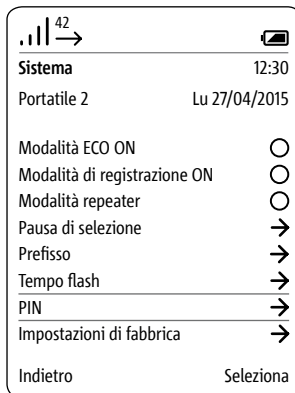 42
Sistema 12:30
Portatile 2 Lu 27/04/2015
Modalità ECO ON
Modalità di registrazione ON
Modalità repeater
Pausa di selezione
Prefisso
Tempo flash
PIN
Impostazioni di fabbrica
Indietro Seleziona